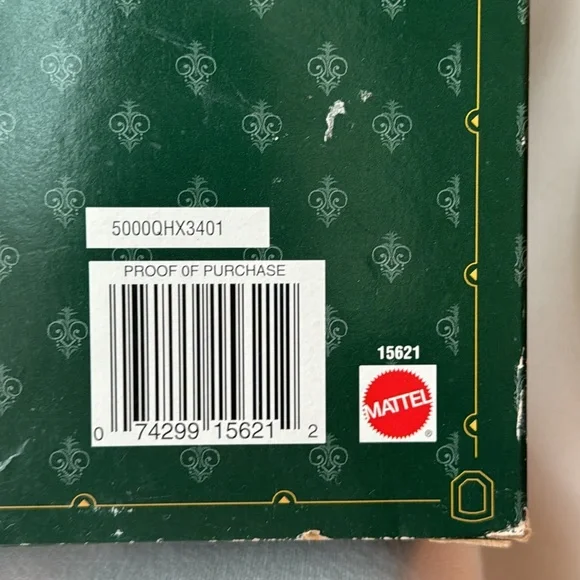 5000QHX3401
PROOF 0F PURCHASE
0 74299 15621 2
15621
MATTEL
®